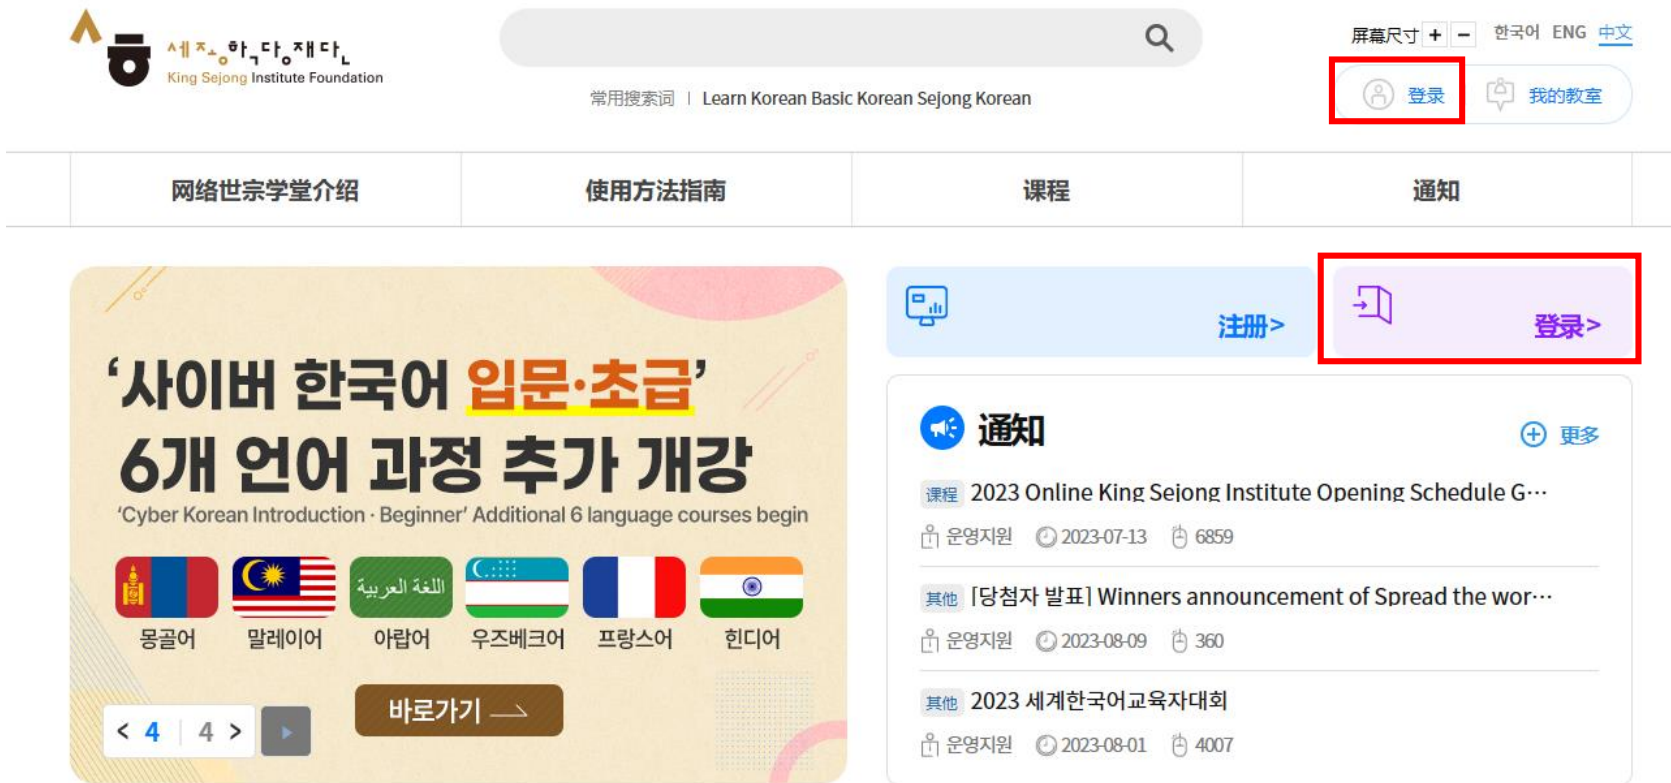 세종학당재단
King Sejong Institute Foundation
屏幕尺寸 + − 한국어 ENG 中文
登录 我的教室
常用搜索词 | Learn Korean Basic Korean Sejong Korean
网络世宗学堂介绍 使用方法指南 课程 通知
‘사이버 한국어 입문·초급’
6개 언어 과정 추가 개강
‘Cyber Korean Introduction · Beginner’ Additional 6 language courses begin
اللغة العربية
몽골어 말레이어 아랍어 우즈베크어 프랑스어 힌디어
바로가기
< 4 | 4 >
注册>
登录>
通知
更多
课程 2023 Online King Sejong Institute Opening Schedule G…
운영지원 2023-07-13 6859
其他 [당첨자 발표] Winners announcement of Spread the wor…
운영지원 2023-08-09 360
其他 2023 세계한국어교육자대회
운영지원 2023-08-01 4007